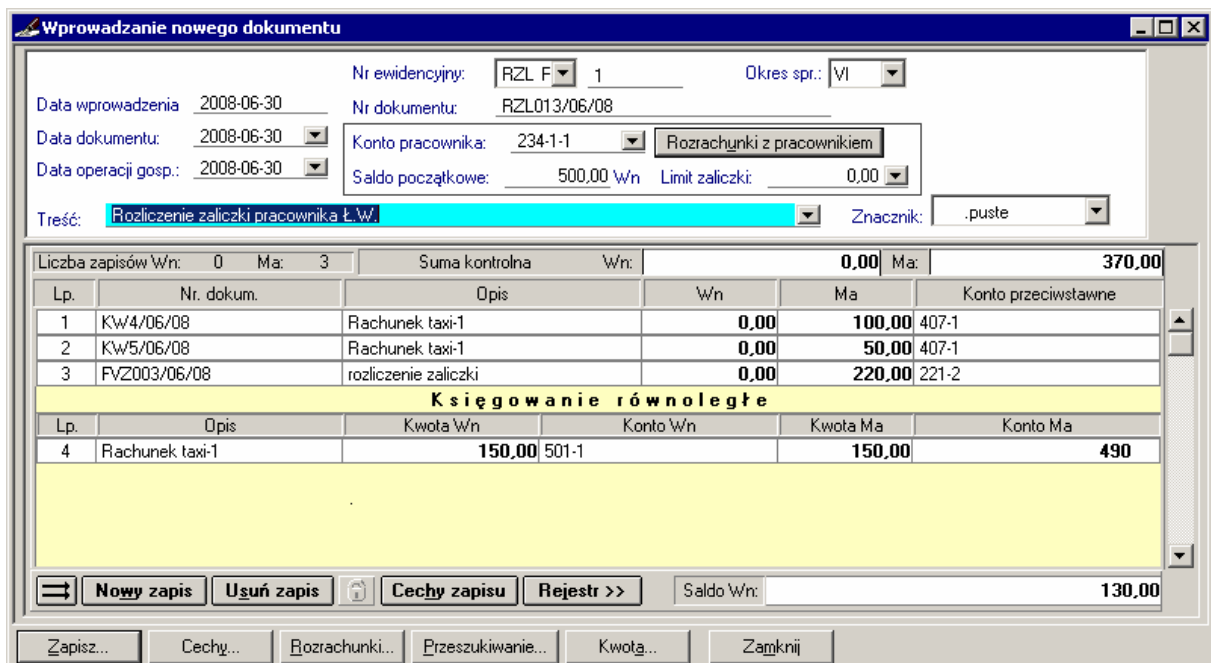 Wprowadzanie nowego dokumentu
Nr ewidencyjny: RZL F 1 Okres spr.: VI
Data wprowadzenia 2008-06-30 Nr dokumentu: RZL013/06/08
Data dokumentu: 2008-06-30 Konto pracownika: 234-1-1 Rozrachunki z pracownikiem
Data operacji gosp.: 2008-06-30 Saldo początkowe: 500,00 Wn Limit zaliczki: 0,00
Treść: Rozliczenie zaliczki pracownika Ł.W. Znacznik: .puste
Liczba zapisów Wn: 0 Ma: 3 Suma kontrolna Wn: 0,00 Ma: 370,00
Lp. Nr. dokum. Opis Wn Ma Konto przeciwstawne
1 KW4/06/08 Rachunek taxi-1 0,00 100,00 407-1
2 KW5/06/08 Rachunek taxi-1 0,00 50,00 407-1
3 FVZ003/06/08 rozliczenie zaliczki 0,00 220,00 221-2
Księgowanie równoległe
Lp. Opis Kwota Wn Konto Wn Kwota Ma Konto Ma
4 Rachunek taxi-1 150,00 501-1 150,00 490
Nowy zapis Usuń zapis Cechy zapisu Rejestr >> Saldo Wn: 130,00
Zapisz... Cechy... Rozrachunki... Przeszukiwanie... Kwota... Zamknij